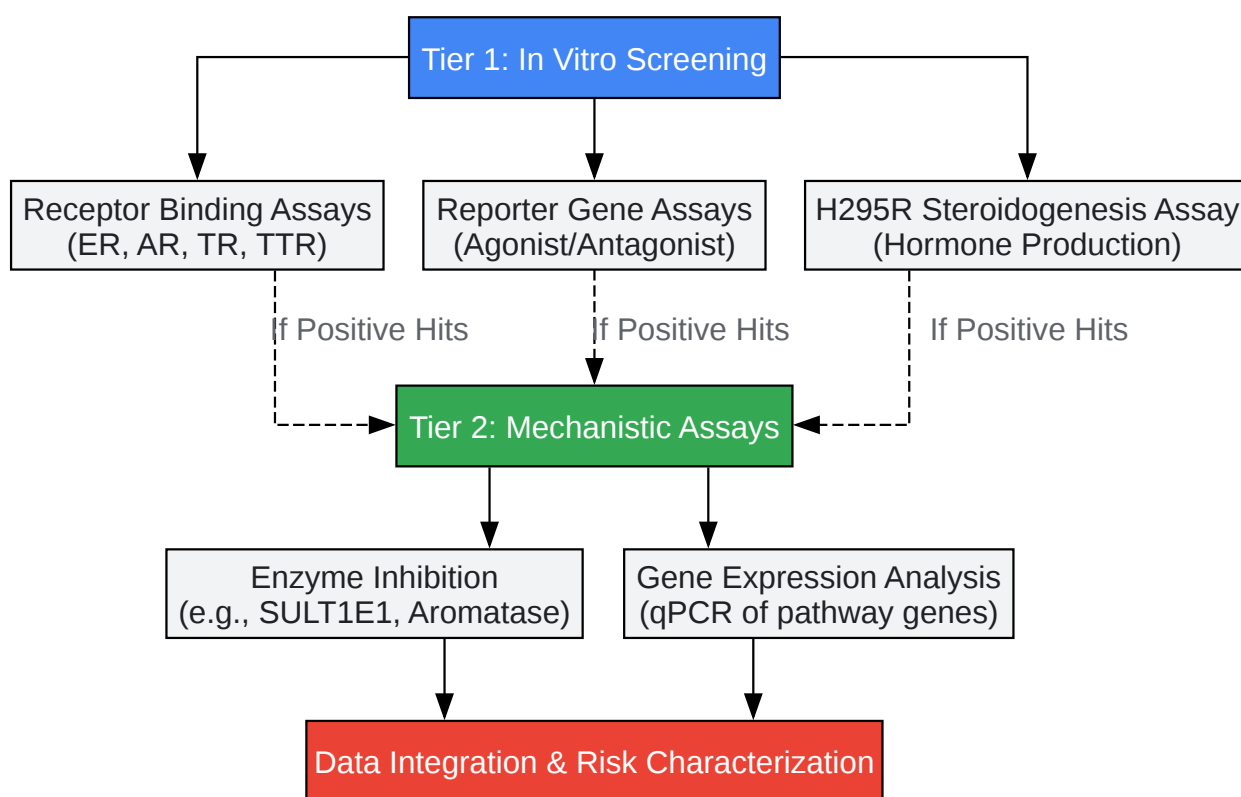 Tier 1: In Vitro Screening
Receptor Binding Assays
(ER, AR, TR, TTR)
Reporter Gene Assays
(Agonist/Antagonist)
H295R Steroidogenesis Assay
(Hormone Production)
If Positive Hits
If Positive Hits
If Positive Hits
Tier 2: Mechanistic Assays
Enzyme Inhibition
(e.g., SULT1E1, Aromatase)
Gene Expression Analysis
(qPCR of pathway genes)
Data Integration & Risk Characterization